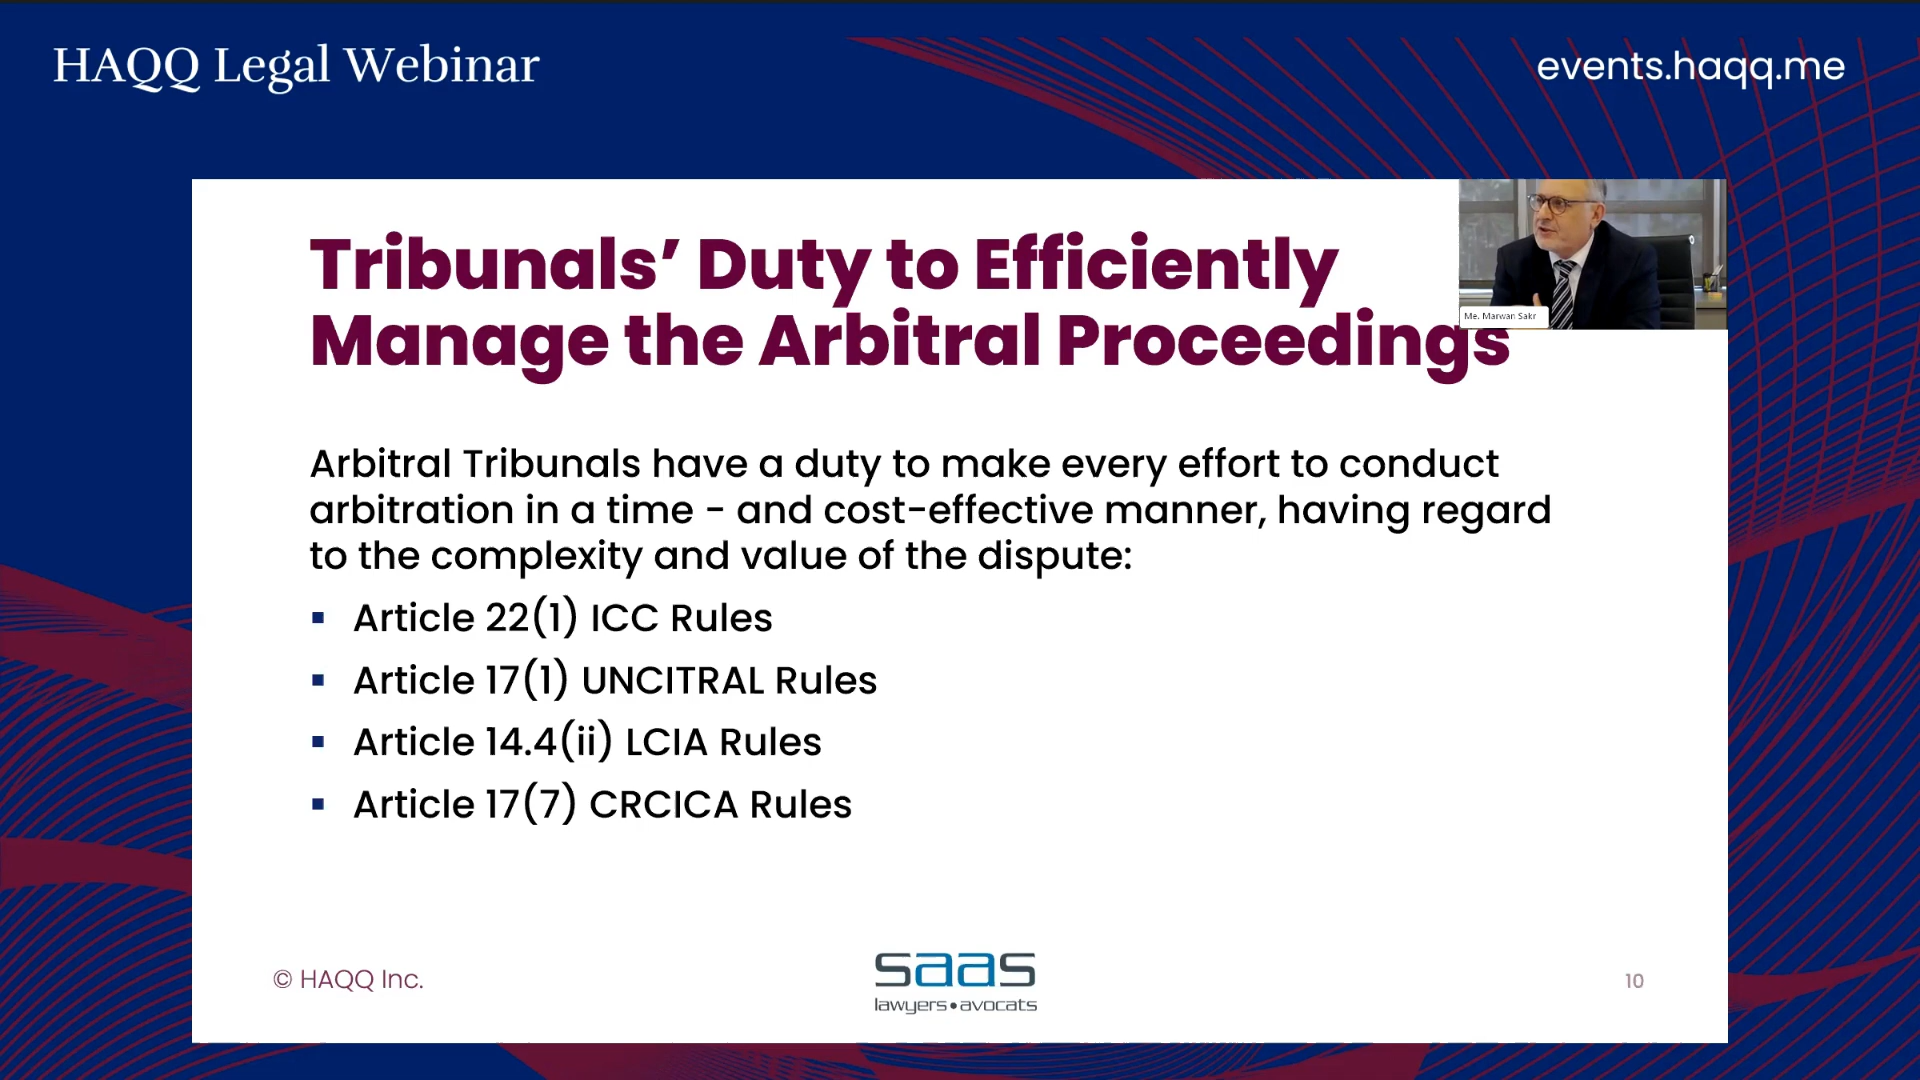 HAQQ Legal Webinar
events.haqq.me
Tribunals’ Duty to Efficiently
Manage the Arbitral Proceedings
Me. Marwan Sakr
Arbitral Tribunals have a duty to make every effort to conduct
arbitration in a time - and cost-effective manner, having regard
to the complexity and value of the dispute:
▪ Article 22(1) ICC Rules
▪ Article 17(1) UNCITRAL Rules
▪ Article 14.4(ii) LCIA Rules
▪ Article 17(7) CRCICA Rules
© HAQQ Inc.
saas
lawyers•avocats
10